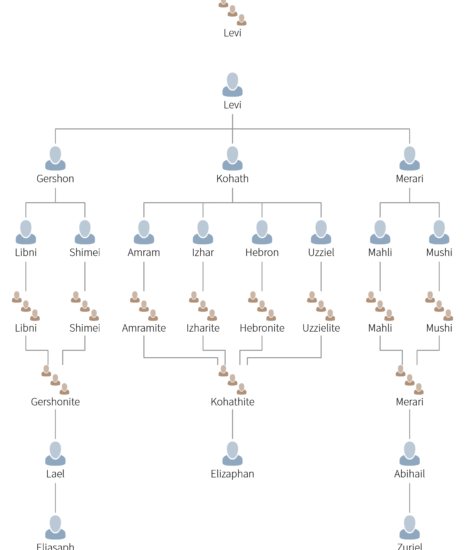 Levi
Levi
Gershon Kohath Merari
Libni Shimei Amram Izhar Hebron Uzziel Mahli Mushi
Libni Shimei Amramite Izharite Hebronite Uzzielite Mahli Mushi
Gershonite Kohathite Merari
Lael Elizaphan Abihail
Eliasaph Zuriel